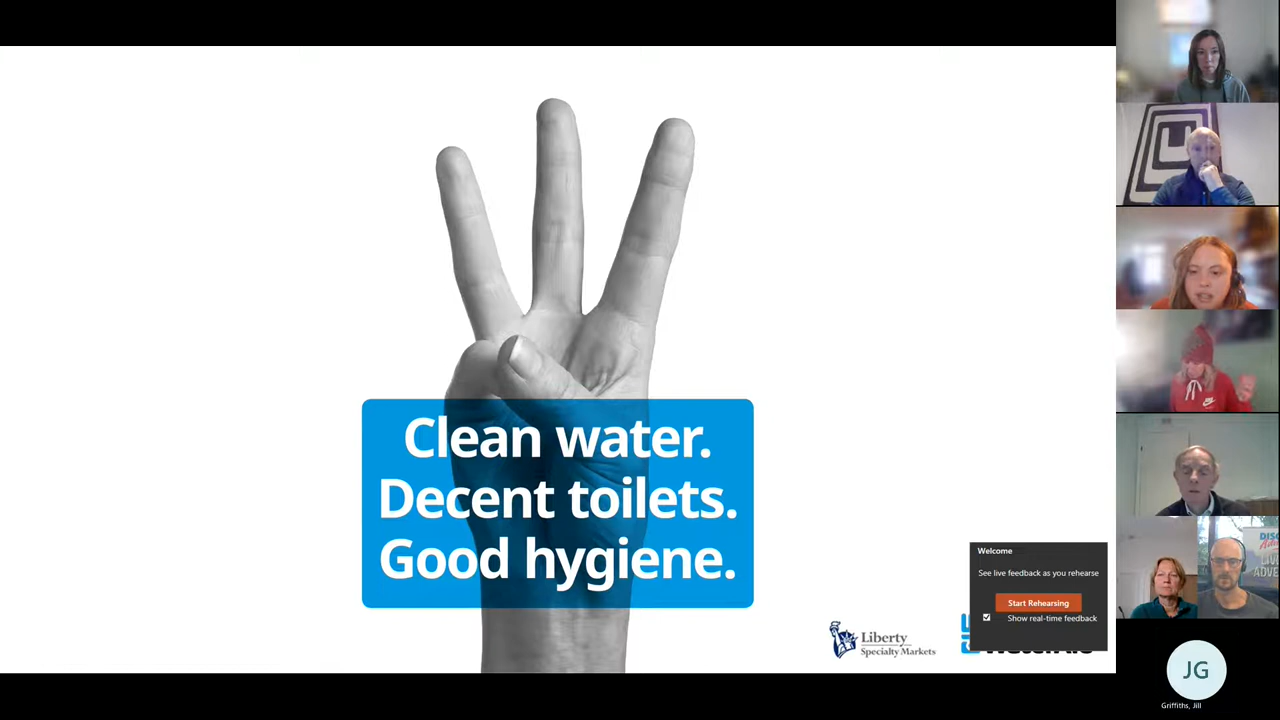 Clean water.
Decent toilets.
Good hygiene.
Welcome
See live feedback as you rehearse
Start Rehearsing
Show real-time feedback
Liberty
Specialty Markets
JG
Griffiths, Jill